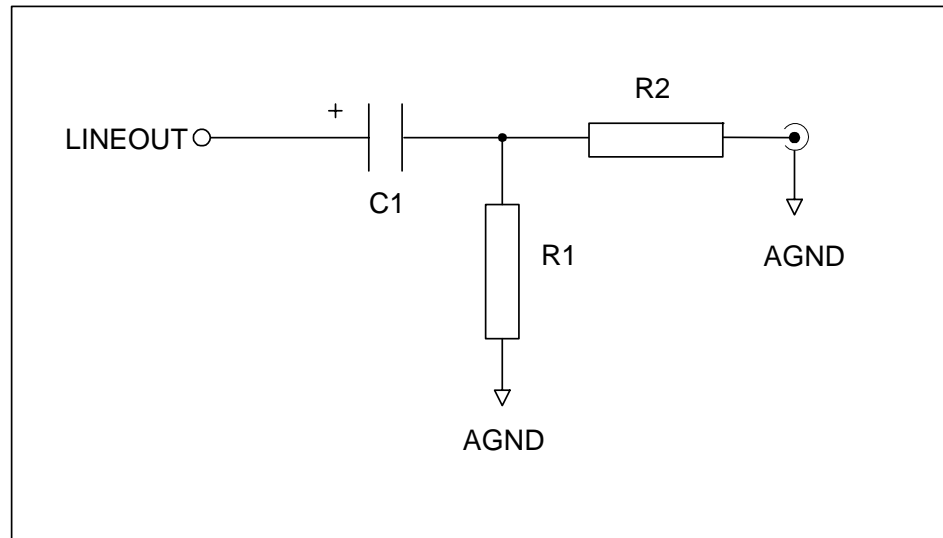 R2
+
LINEOUT
C1
R1
AGND
AGND